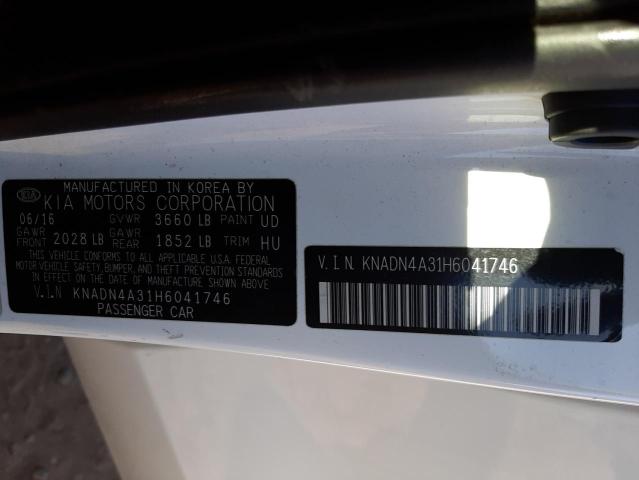 MANUFACTURED IN KOREA BY
KIA KIA MOTORS CORPORATION
06/16 GVWR 3660 LB PAINT UD
GAWR FRONT 2028 LB GAWR REAR 1852 LB TRIM HU
THIS VEHICLE CONFORMS TO ALL APPLICABLE U.S.A. FEDERAL
MOTOR VEHICLE SAFETY, BUMPER, AND THEFT PREVENTION STANDARDS
IN EFFECT ON THE DATE OF MANUFACTURE SHOWN ABOVE
V.I.N KNADN4A31H6041746
PASSENGER CAR
V.I.N. KNADN4A31H6041746